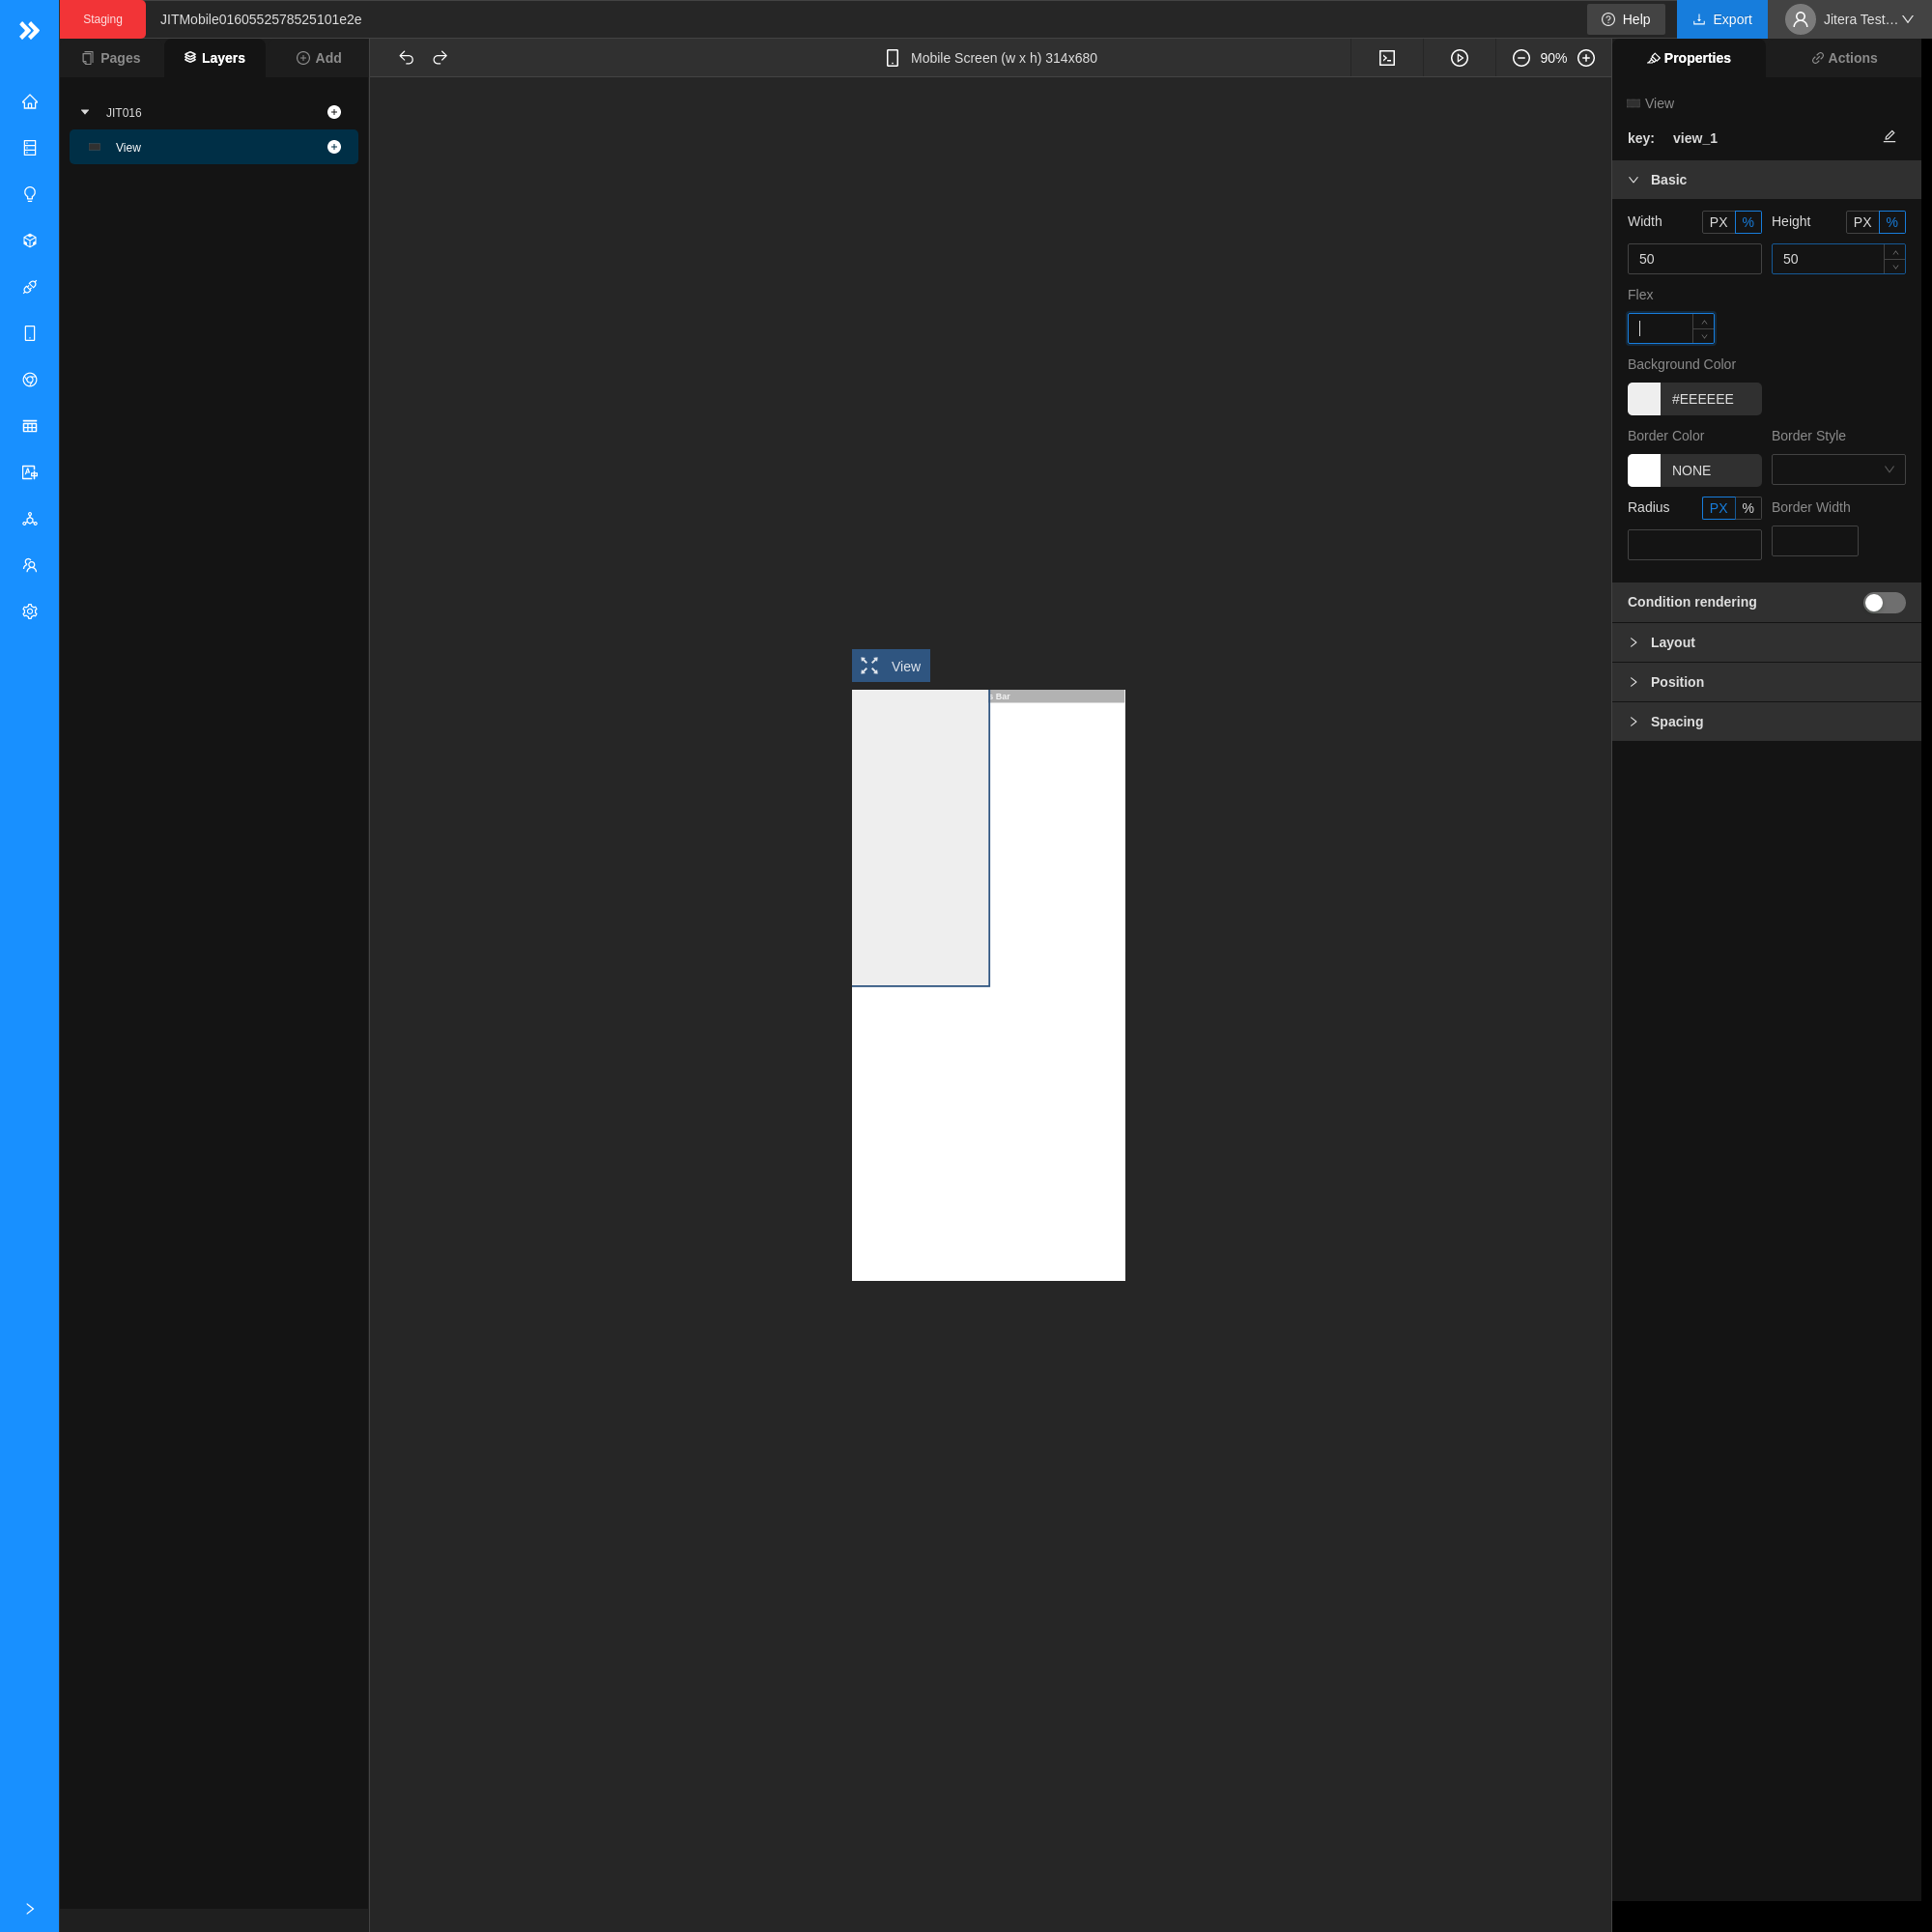 Staging
JITMobile0160552578525101e2e
Help
Export
Jitera Test...
Pages
Layers
Add
Mobile Screen (w x h) 314x680
90%
Properties
Actions
JIT016
View
View
key: view_1
Basic
Width PX % Height PX %
50 50
Flex
Background Color
#EEEEEE
Border Color Border Style
NONE
Radius PX % Border Width
Condition rendering
Layout
Position
Spacing
View
Bar